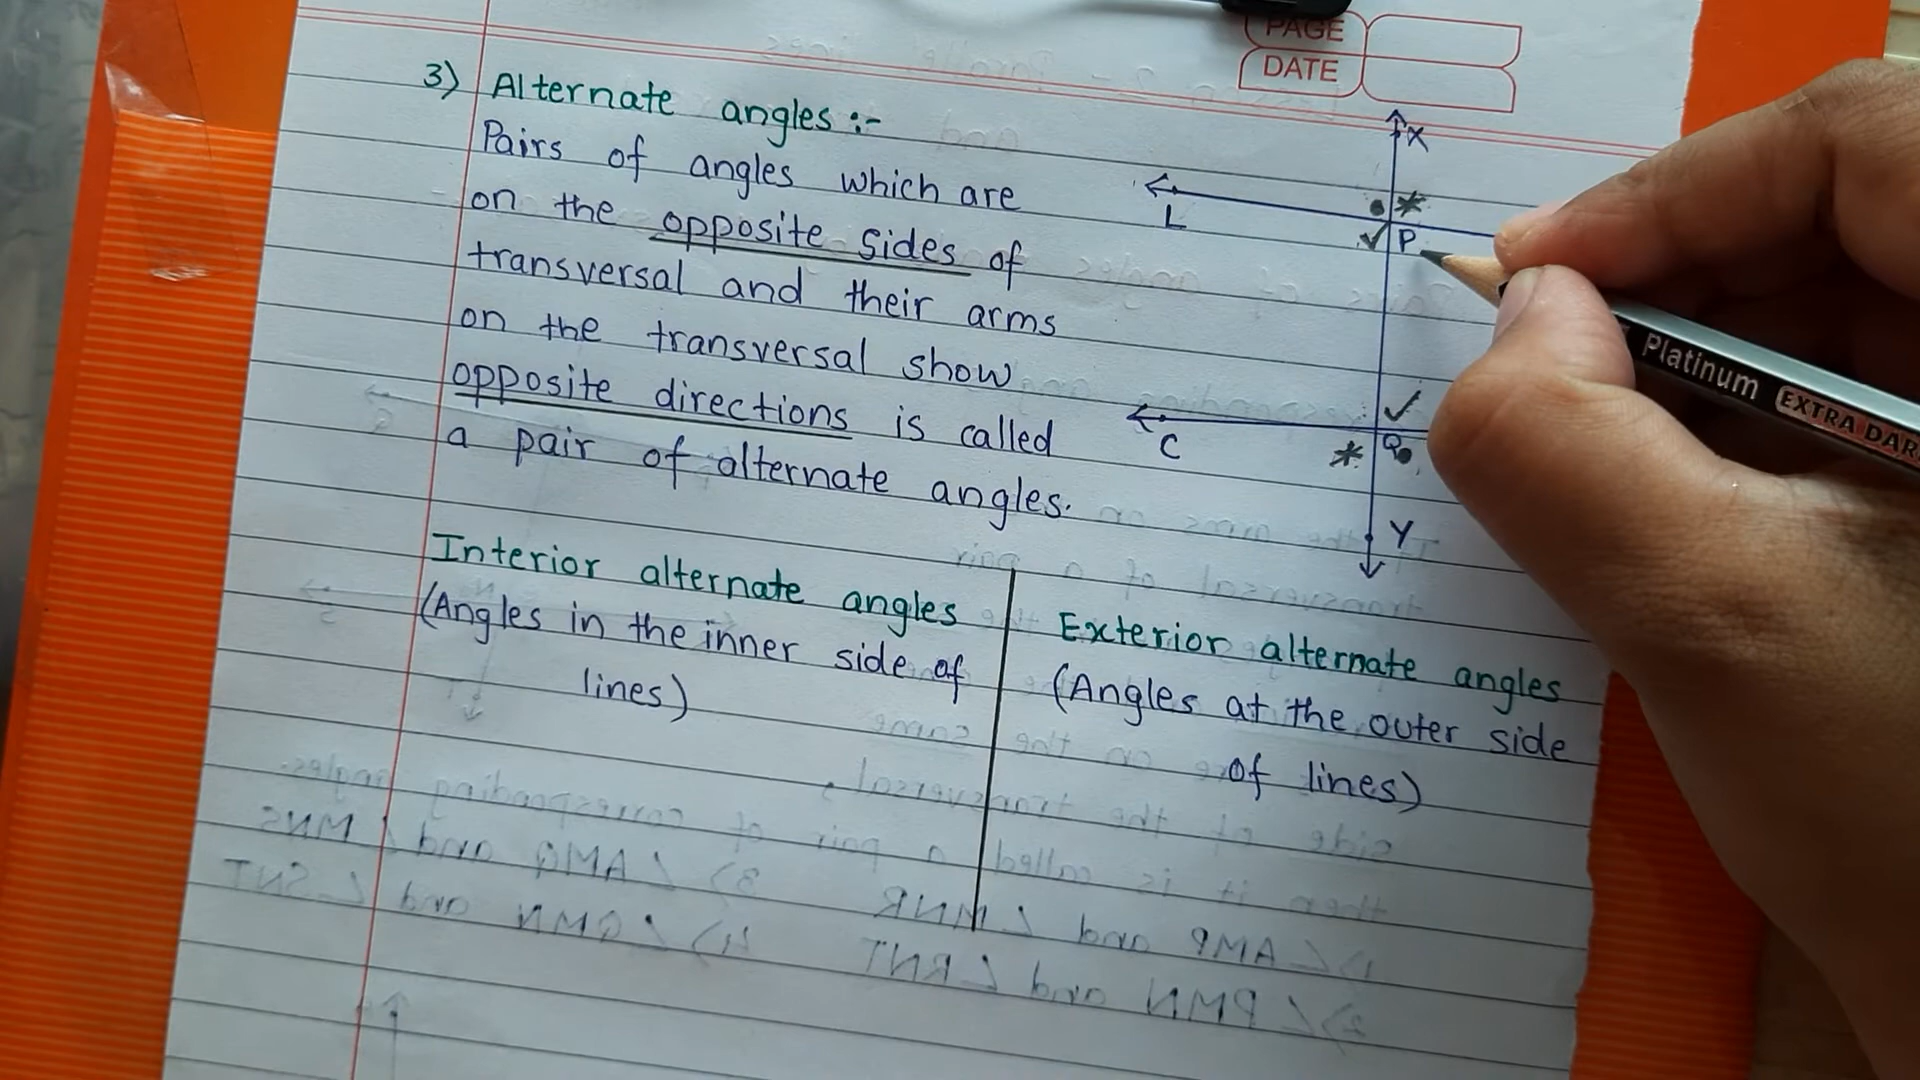 PAGE
DATE
3) Alternate angles :-
Pairs of angles which are
on the opposite sides of
transversal and their arms
on the transversal show
opposite directions is called
a pair of alternate angles.
X
L
P
C
Q
Y
Platinum EXTRA DAR
Interior alternate angles
(Angles in the inner side of
lines)
Exterior alternate angles
(Angles at the outer side
of lines)